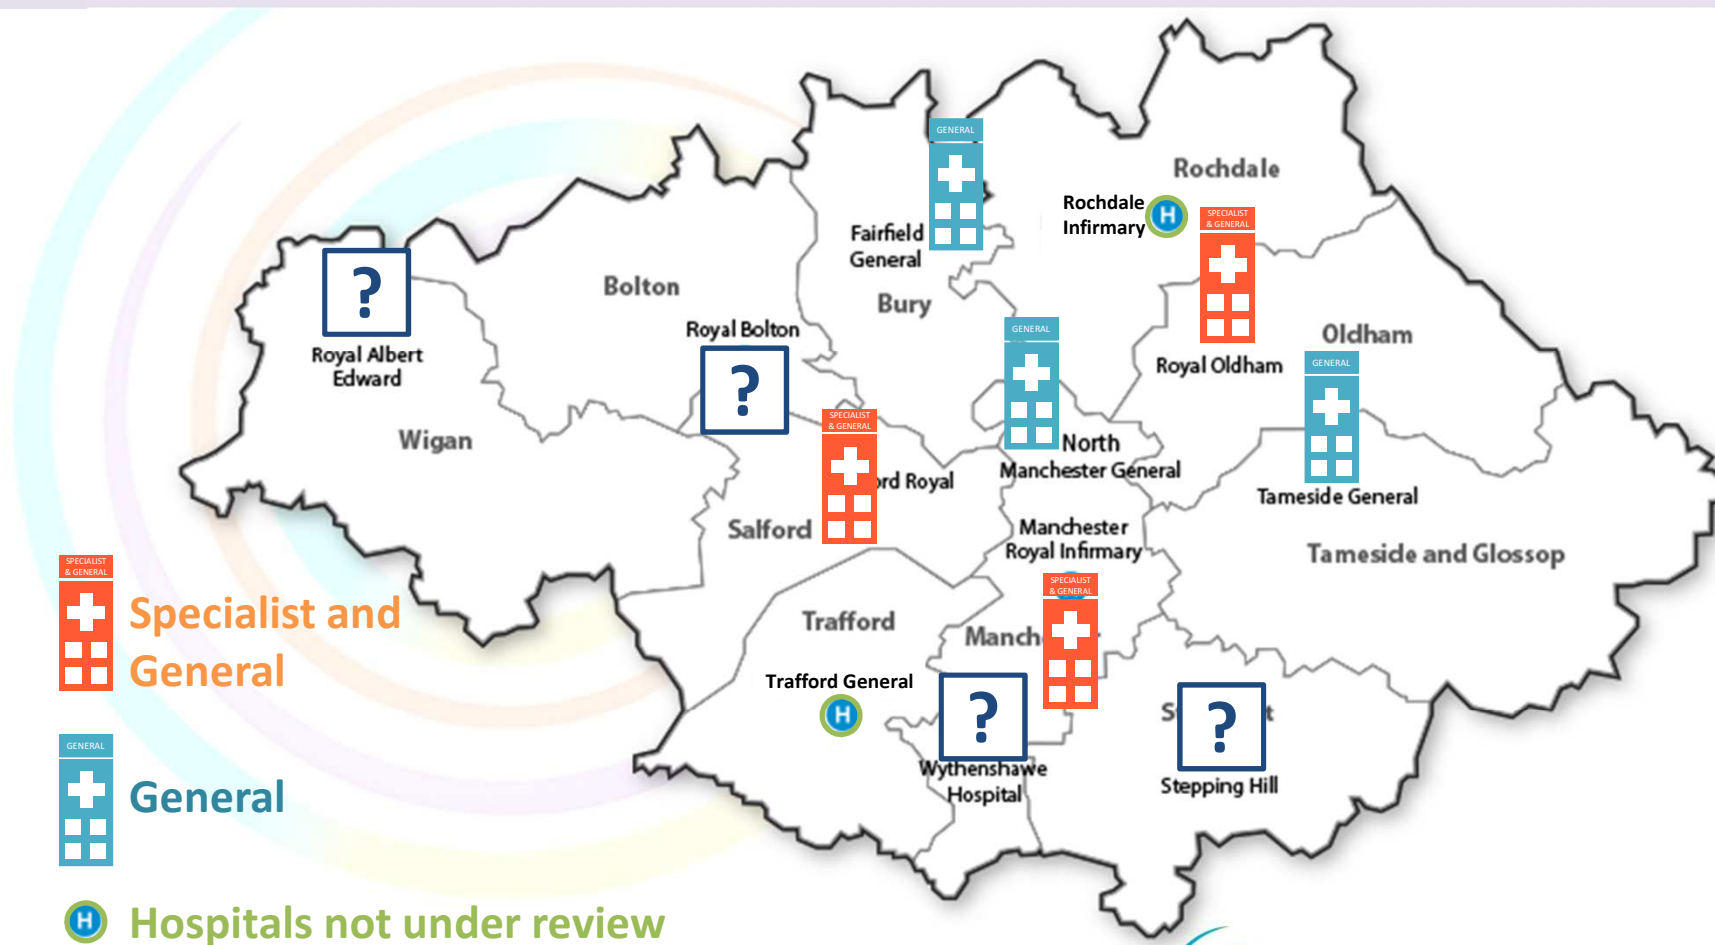 GENERAL
Rochdale
Rochdale
Infirmary
H
SPECIALIST
& GENERAL
Fairfield
General
?
Bolton
Bury
Royal Bolton
GENERAL
Oldham
Royal Albert
Edward
Royal Oldham
GENERAL
?
SPECIALIST
& GENERAL
Wigan
North
Manchester General
ord Royal
Tameside General
Salford
Manchester
Royal Infirmary
Tameside and Glossop
SPECIALIST
& GENERAL
SPECIALIST
& GENERAL
Specialist and
General
Trafford
Manch
Trafford General
H
?
?
S t
Wythenshawe
Hospital
Stepping Hill
GENERAL
General
H
Hospitals not under review